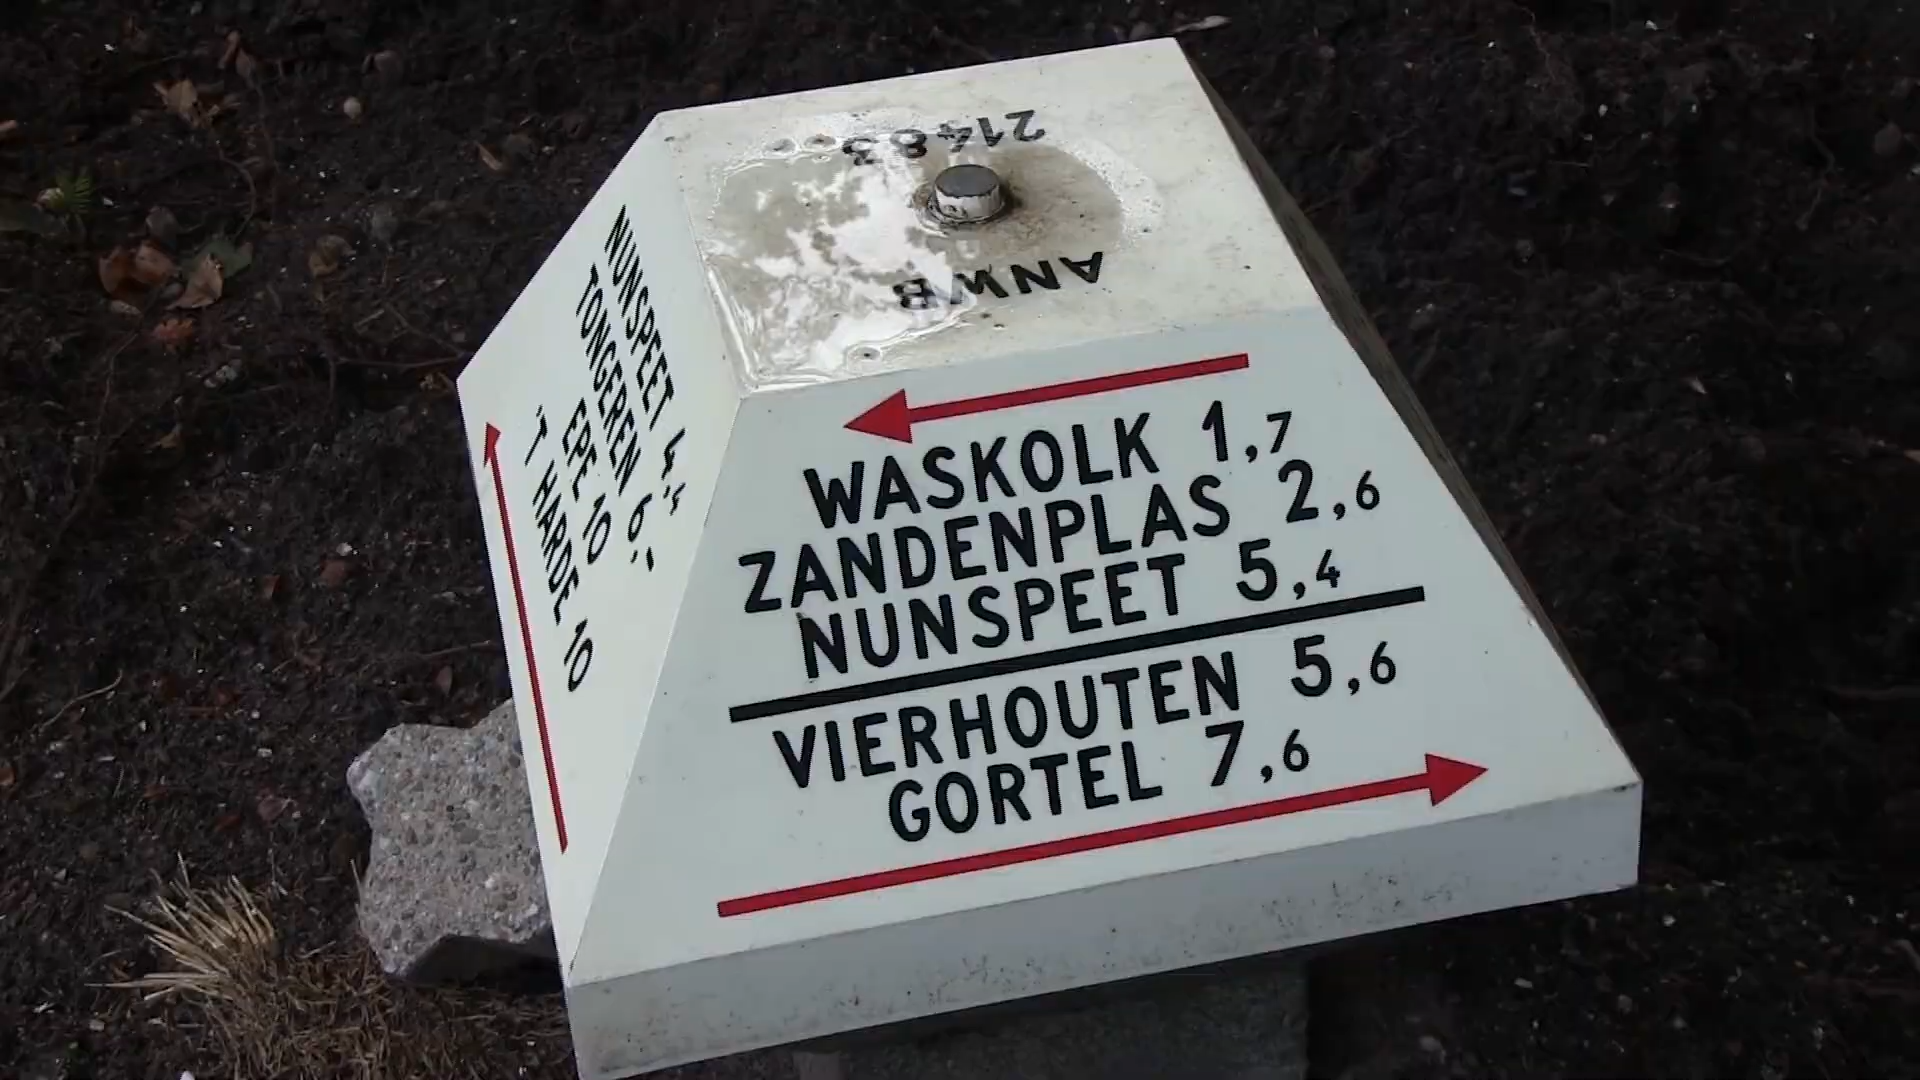 21483
ANWB
WASKOLK 1,7
ZANDENPLAS 2,6
NUNSPEET 5,4
VIERHOUTEN 5,6
GORTEL 7,6
NUNSPEET 4,4
TONGEREN 6,-
EPE 10
'T HARDE 10